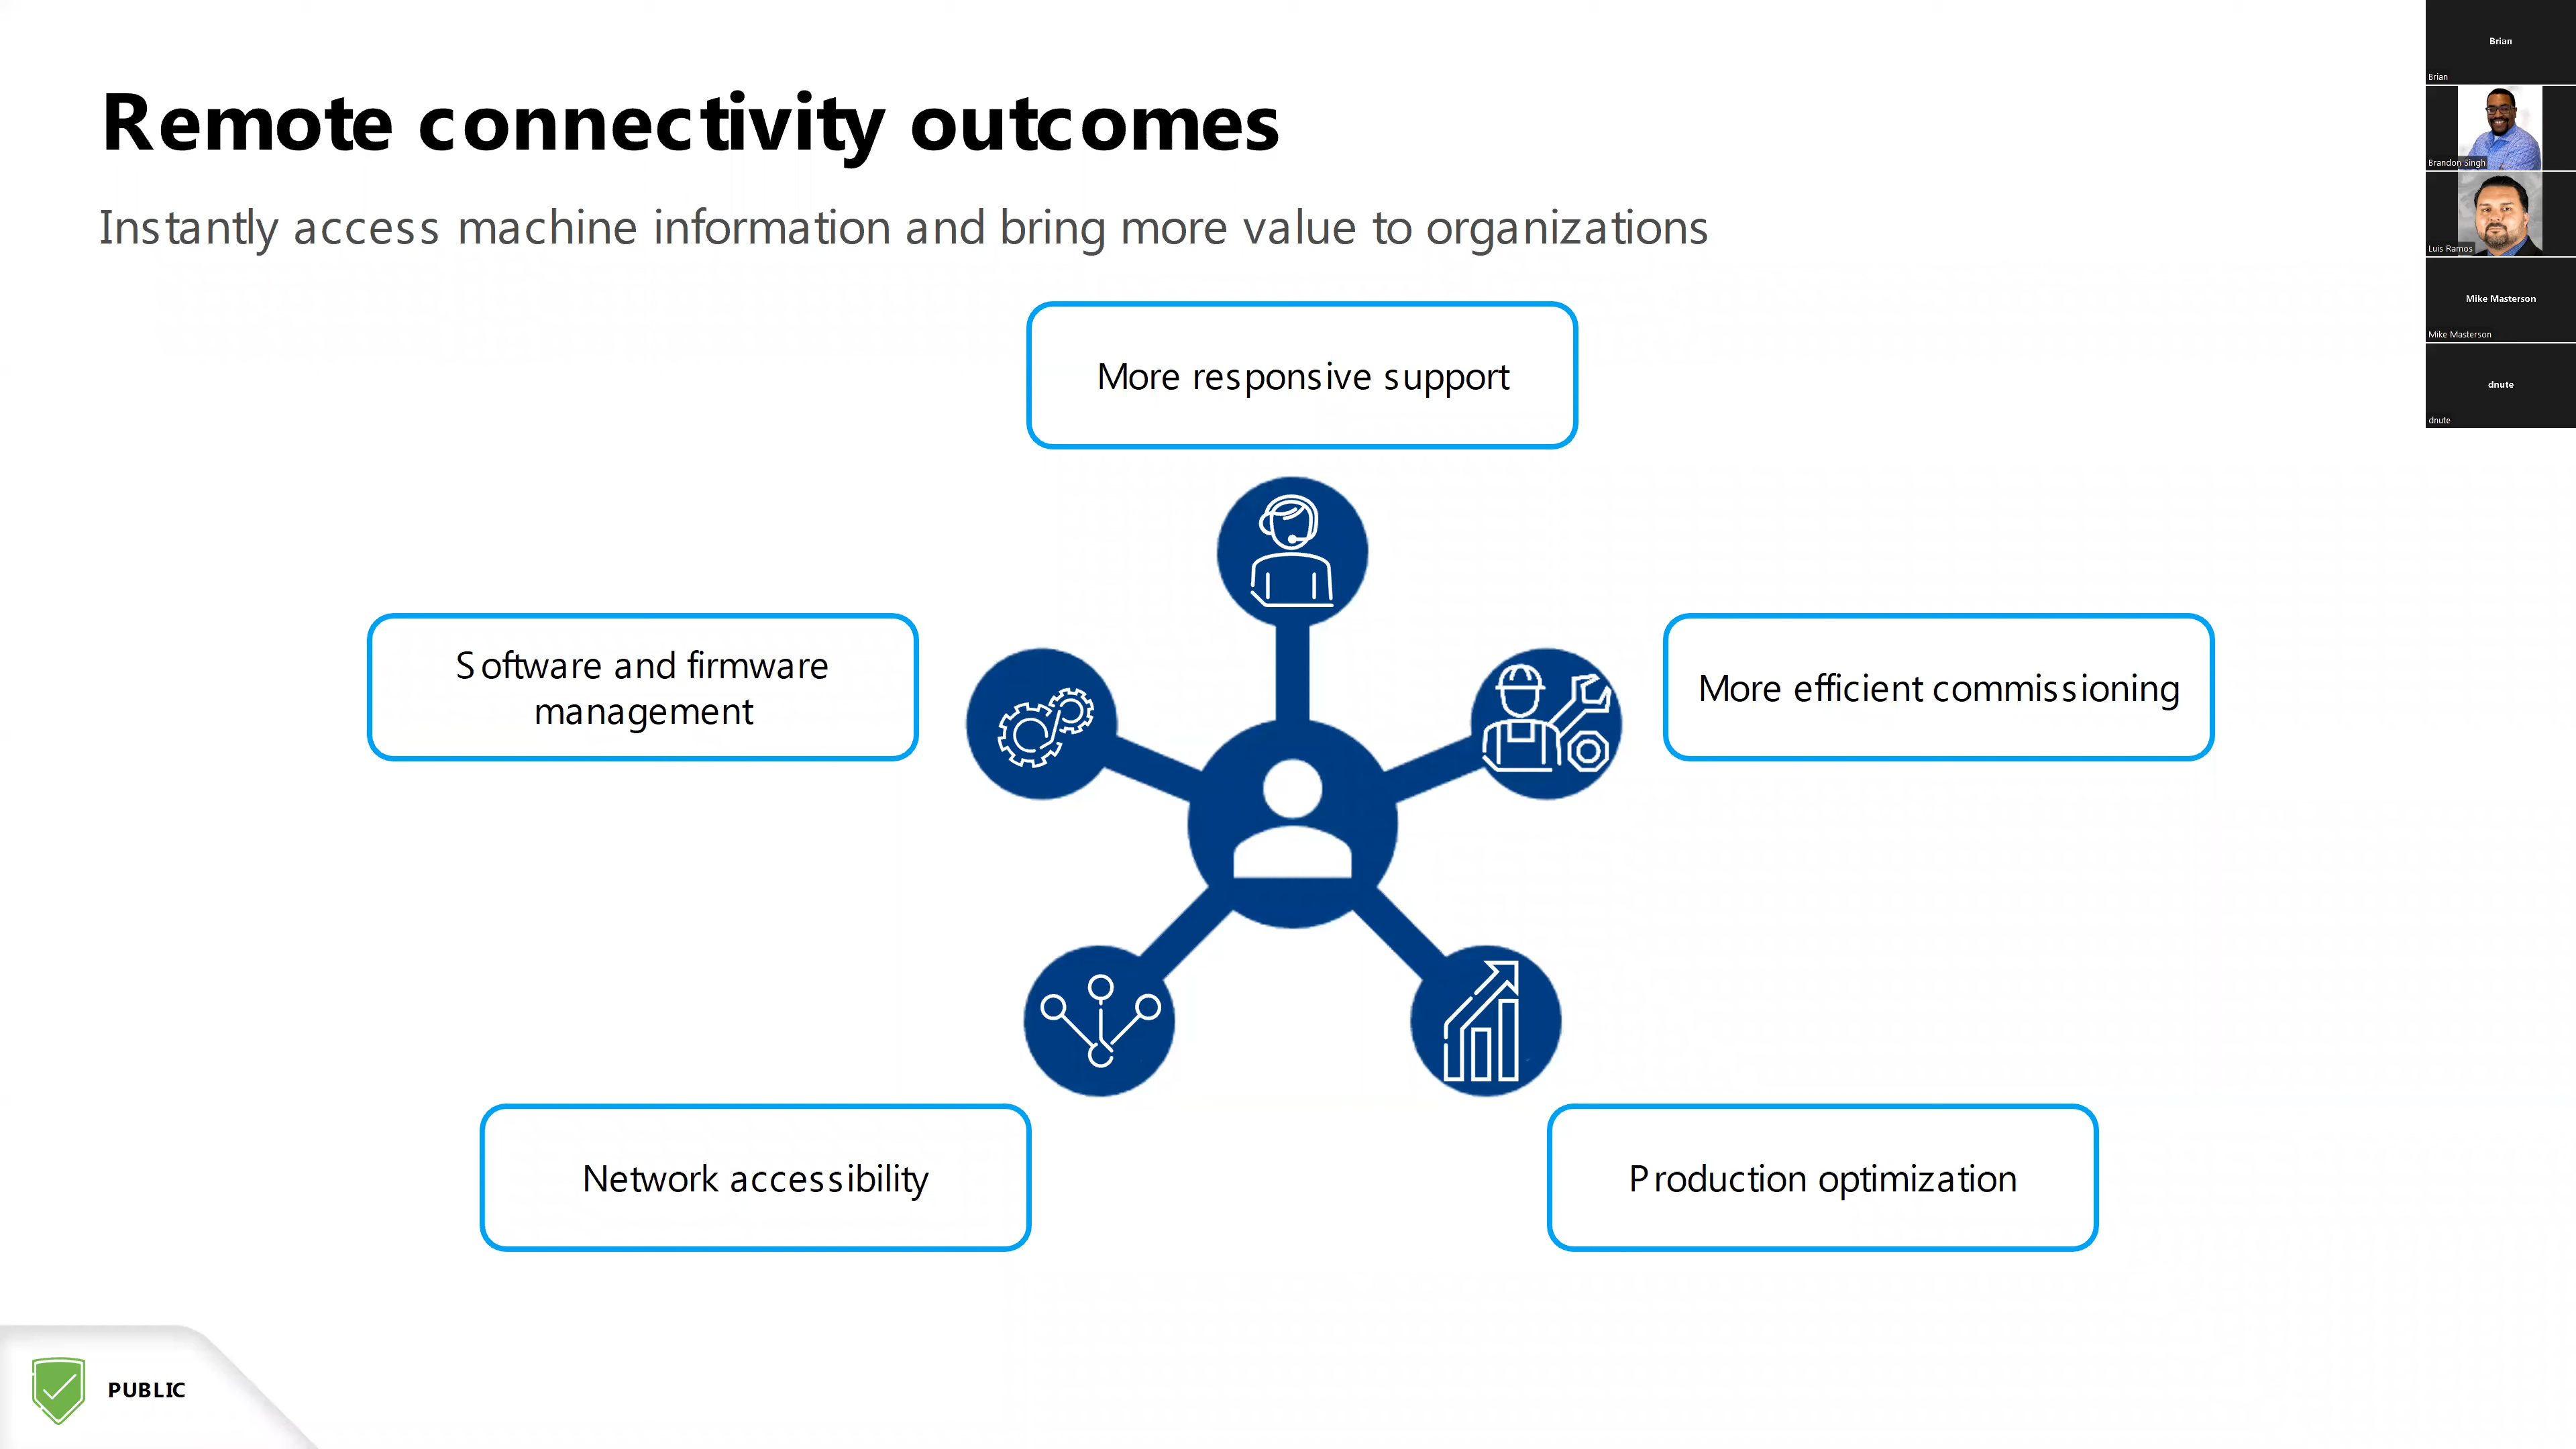 Remote connectivity outcomes
Instantly access machine information and bring more value to organizations
More responsive support
Software and firmware
management
More efficient commissioning
Network accessibility
Production optimization
PUBLIC
Brian
Brian
Brandon Singh
Luis Ramos
Mike Masterson
Mike Masterson
dnute
dnute